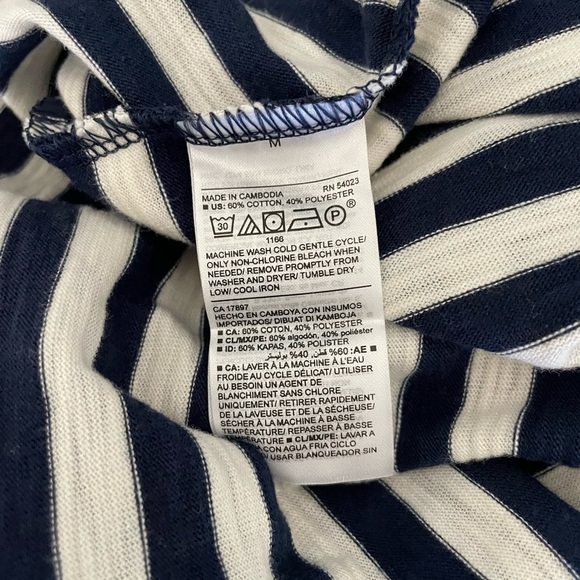 M
MADE IN CAMBODIA RN 54023
■ US: 60% COTTON, 40% POLYESTER
30 P ®
1166
MACHINE WASH COLD GENTLE CYCLE/
ONLY NON-CHLORINE BLEACH WHEN
NEEDED/ REMOVE PROMPTLY FROM
WASHER AND DRYER/ TUMBLE DRY
LOW/ COOL IRON
CA 17897
HECHO EN CAMBOYA CON INSUMOS
IMPORTADOS/ DIBUAT DI KAMBOJA
■ CA: 60% COTON, 40% POLYESTER
■ CL/MX/PE: 60% algodón, 40% poliéster
■ ID: 60% KAPAS, 40% POLISTER
■ AE: 60% قطن, 40% بوليستر
■ CA: LAVER À LA MACHINE À L'EAU
FROIDE AU CYCLE DÉLICAT/ UTILISER
AU BESOIN UN AGENT DE
BLANCHIMENT SANS CHLORE
UNIQUEMENT/ RETIRER RAPIDEMENT
DE LA LAVEUSE ET DE LA SÉCHEUSE/
SÉCHER À LA MACHINE À BASSE
TEMPÉRATURE/ REPASSER À BASSE
TEMPÉRATURE ■ CL/MX/PE: LAVAR A
CON AGUA FRIA CICLO
USAR BLANQUEADOR SIN